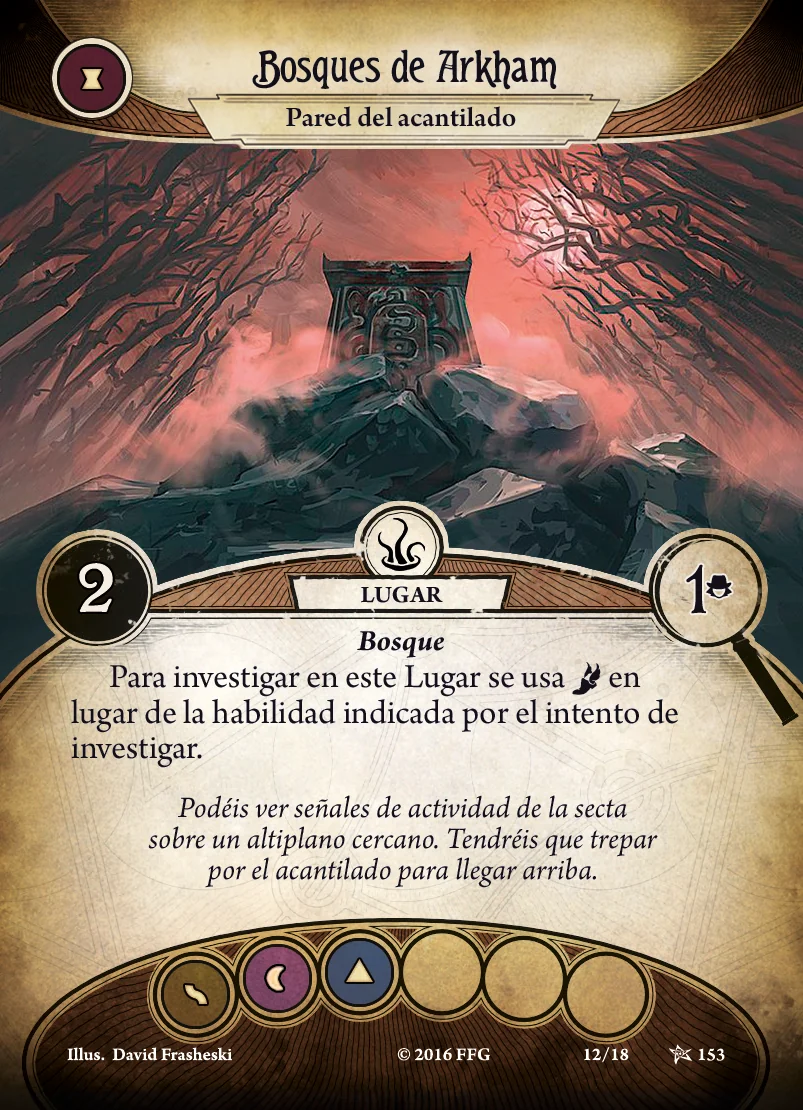 Bosques de Arkham
Pared del acantilado
2
LUGAR
1
Bosque
Para investigar en este Lugar se usa en
lugar de la habilidad indicada por el intento de
investigar.
Podéis ver señales de actividad de la secta
sobre un altiplano cercano. Tendréis que trepar
por el acantilado para llegar arriba.
Illus. David Frasheski © 2016 FFG 12/18 153